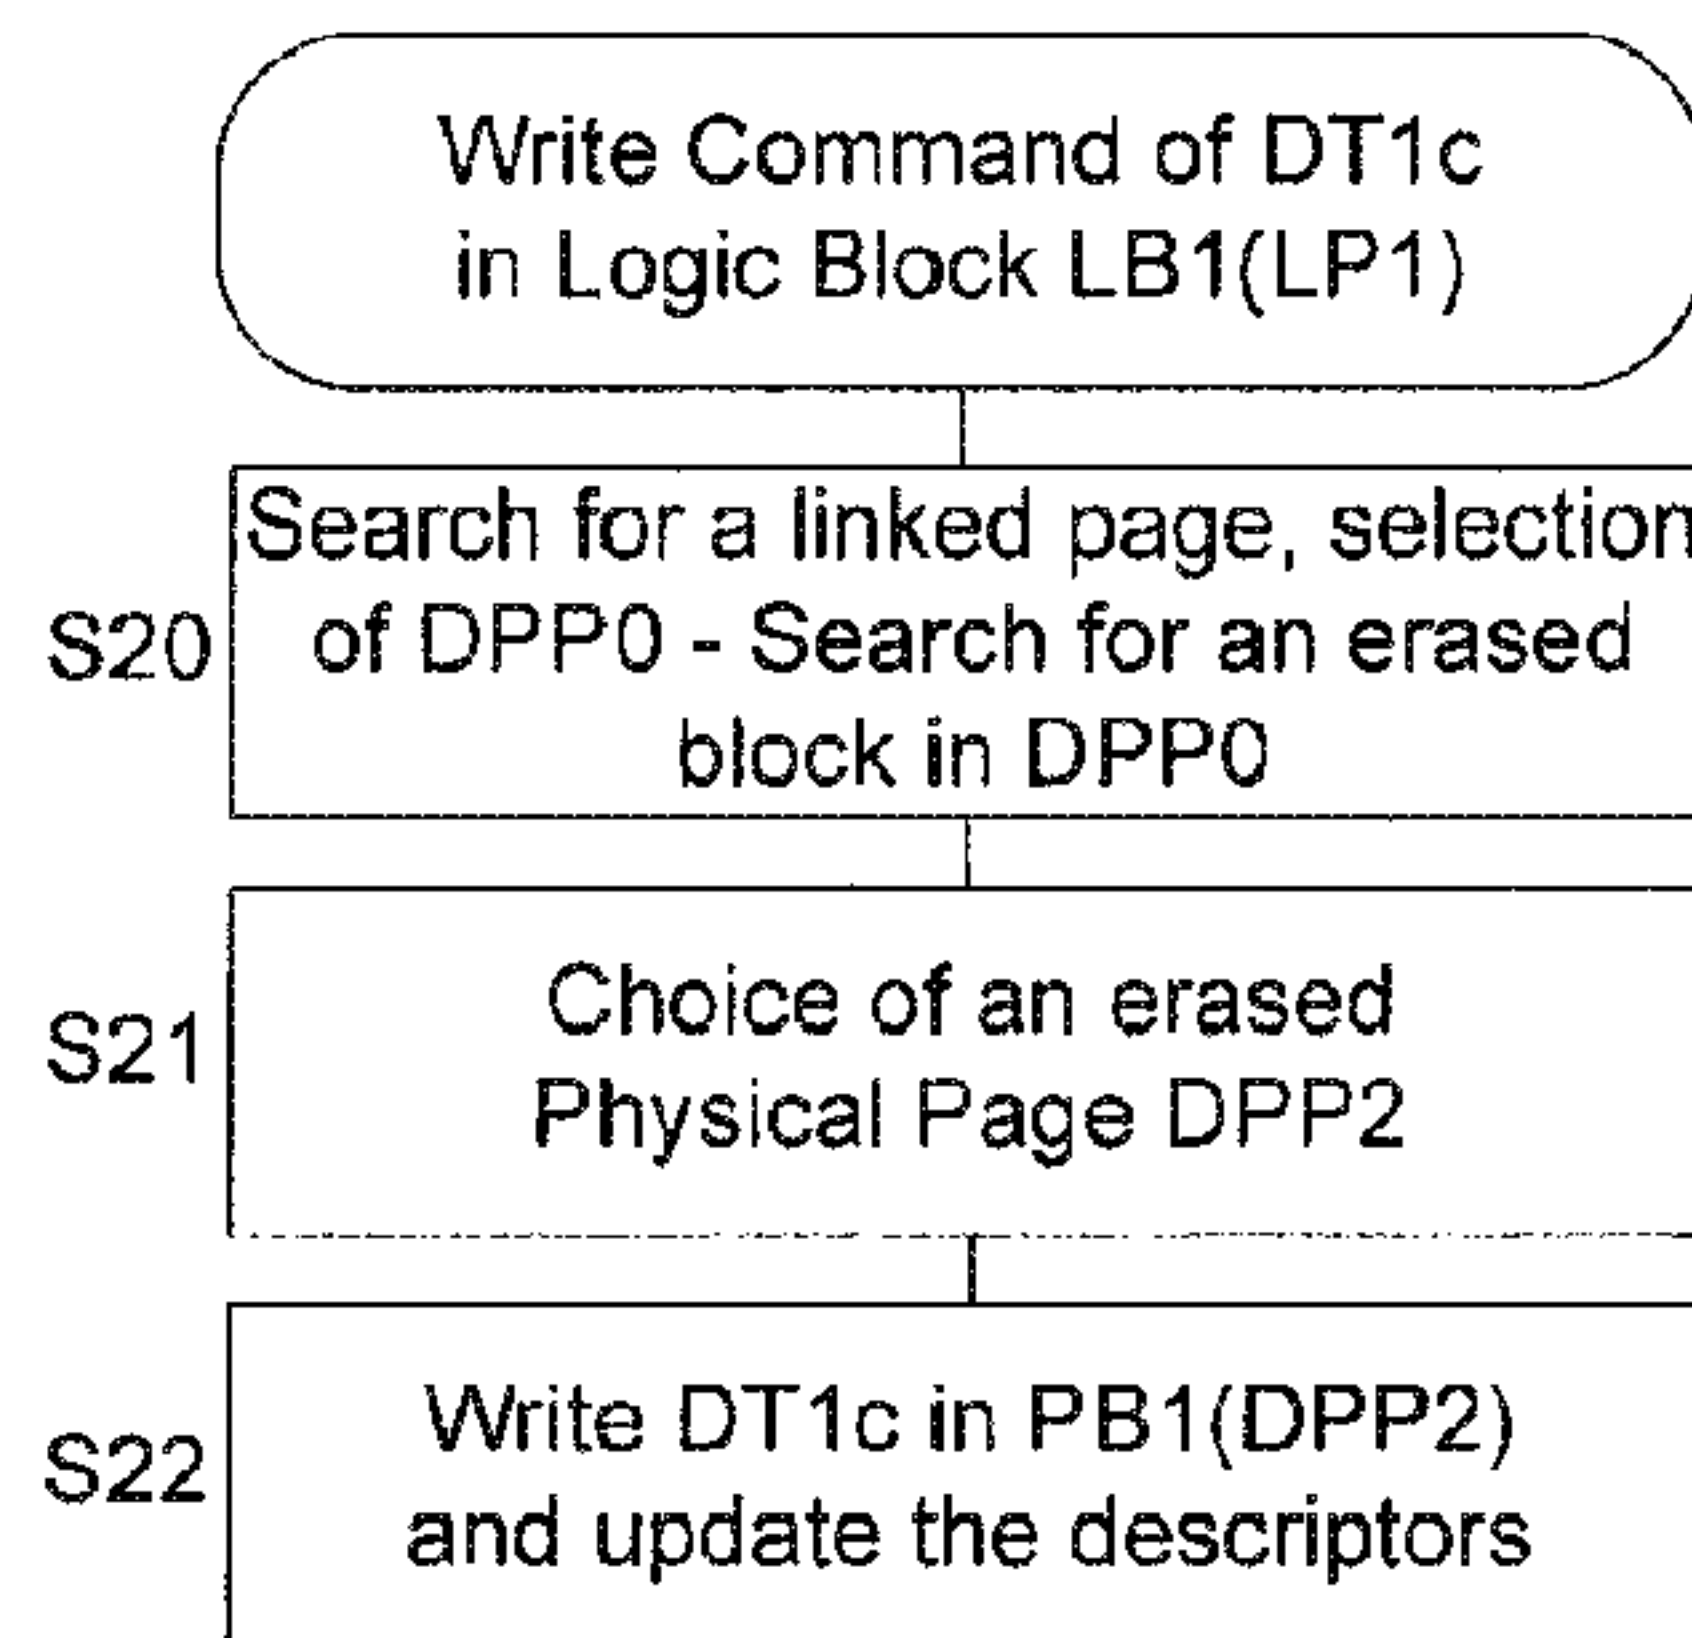 Write Command of DT1c
in Logic Block LB1(LP1)
Search for a linked page, selection
S20
of DPP0 - Search for an erased
block in DPP0
Choice of an erased
S21
Physical Page DPP2
Write DT1c in PB1(DPP2)
S22
and update the descriptors